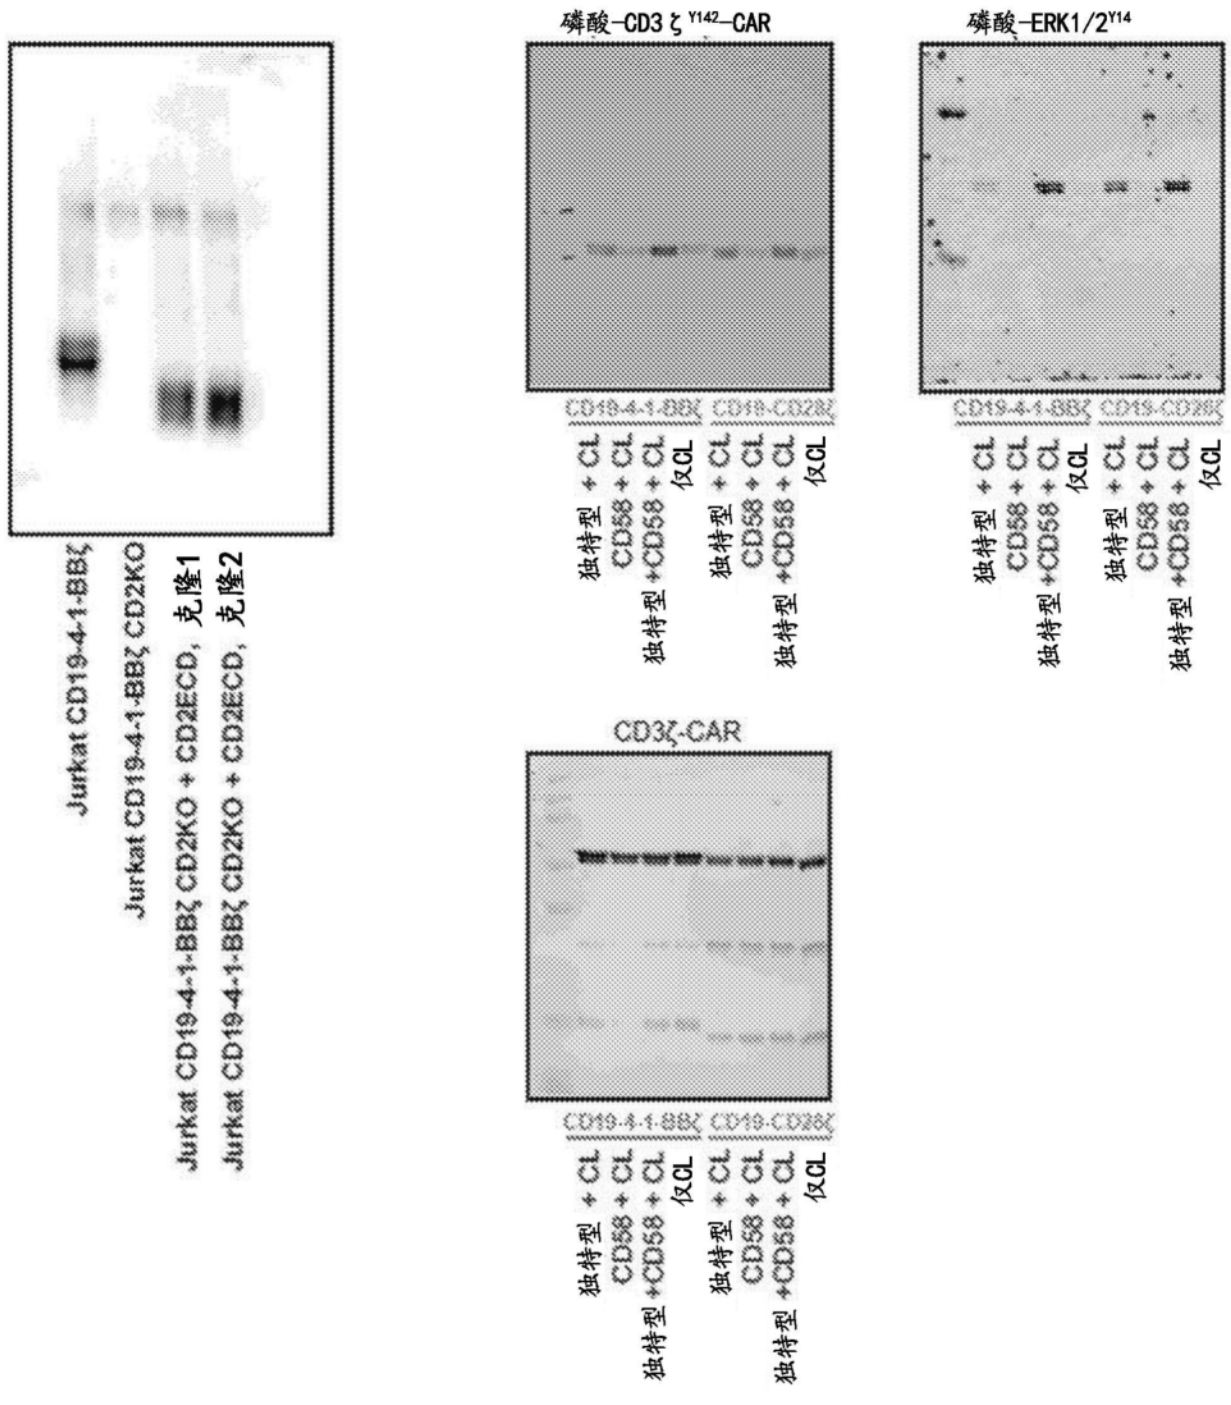 磷酸-CD3 ζ Y142-CAR
磷酸-ERK1/2Y14
CD19-4-1-BBζ
CD19-CD28ζ
CD19-4-1-BBζ
CD19-CD28ζ
独特型 + CL
CD58 + CL
独特型 +CD58 + CL
仅CL
独特型 + CL
CD58 + CL
独特型 +CD58 + CL
仅CL
独特型 + CL
CD58 + CL
独特型 +CD58 + CL
仅CL
独特型 + CL
CD58 + CL
独特型 +CD58 + CL
仅CL
Jurkat CD19-4-1-BBζ
Jurkat CD19-4-1-BBζ CD2KO
Jurkat CD19-4-1-BBζ CD2KO + CD2ECD, 克隆1
Jurkat CD19-4-1-BBζ CD2KO + CD2ECD, 克隆2
CD3ζ-CAR
CD19-4-1-BBζ
CD19-CD28ζ
独特型 + CL
CD58 + CL
独特型 +CD58 + CL
仅CL
独特型 + CL
CD58 + CL
独特型 +CD58 + CL
仅CL